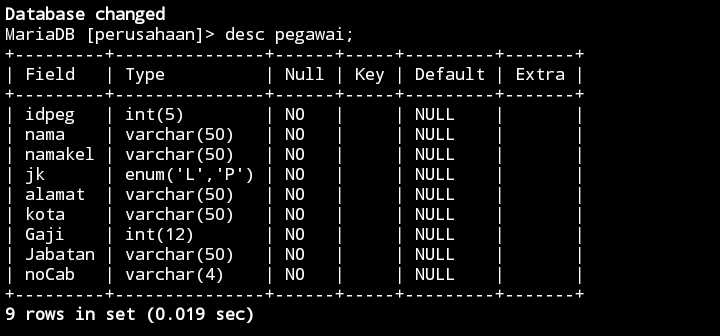 Database changed
MariaDB [perusahaan]> desc pegawai;
+----------+---------------+------+-----+---------+-------+
| Field    | Type          | Null | Key | Default | Extra |
+----------+---------------+------+-----+---------+-------+
| idpeg    | int(5)        | NO   |     | NULL    |       |
| nama     | varchar(50)   | NO   |     | NULL    |       |
| namakel  | varchar(50)   | NO   |     | NULL    |       |
| jk       | enum('L','P') | NO   |     | NULL    |       |
| alamat   | varchar(50)   | NO   |     | NULL    |       |
| kota     | varchar(50)   | NO   |     | NULL    |       |
| Gaji     | int(12)       | NO   |     | NULL    |       |
| Jabatan  | varchar(50)   | NO   |     | NULL    |       |
| noCab    | varchar(4)    | NO   |     | NULL    |       |
+----------+---------------+------+-----+---------+-------+
9 rows in set (0.019 sec)